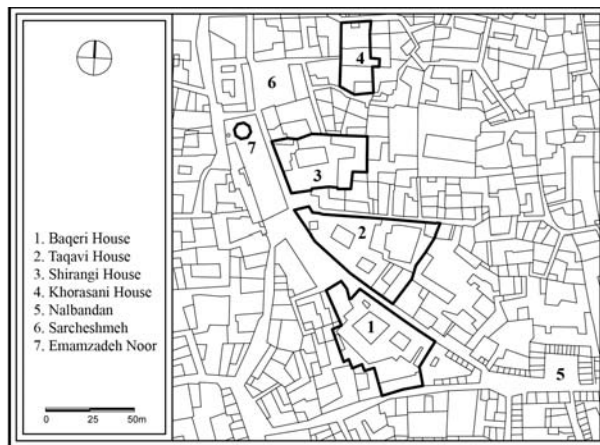 1. Baqeri House
2. Taqavi House
3. Shirangi House
4. Khorasani House
5. Nalbandan
6. Sarcheshmeh
7. Emamzadeh Noor
0 25 50m
4
6
7
3
2
1
5